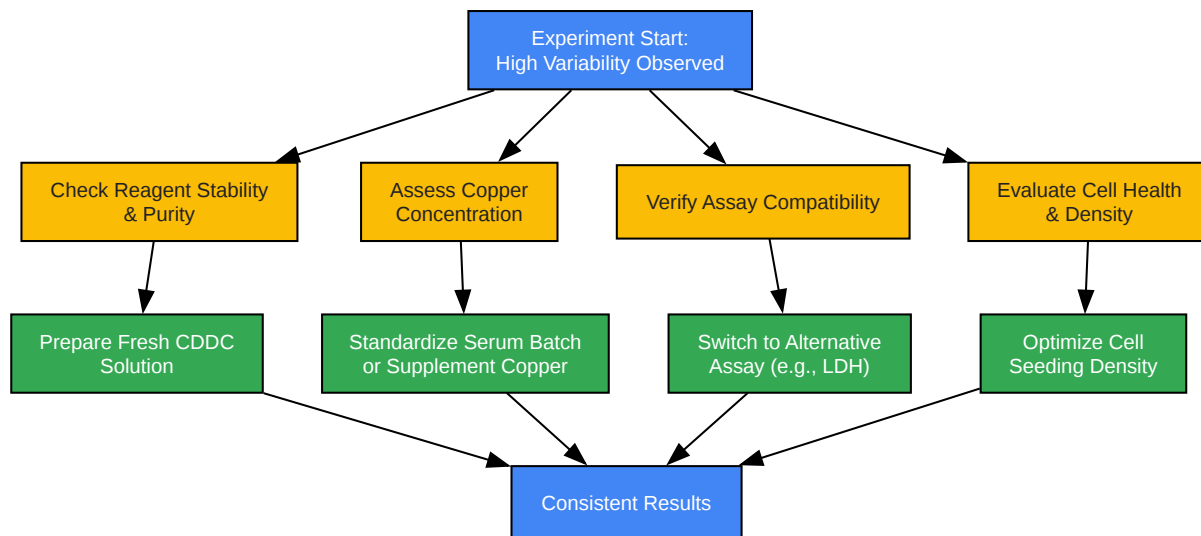 Experiment Start:
High Variability Observed
Check Reagent Stability
& Purity
Assess Copper
Concentration
Verify Assay Compatibility
Evaluate Cell Health
& Density
Prepare Fresh CDDC
Solution
Standardize Serum Batch
or Supplement Copper
Switch to Alternative
Assay (e.g., LDH)
Optimize Cell
Seeding Density
Consistent Results